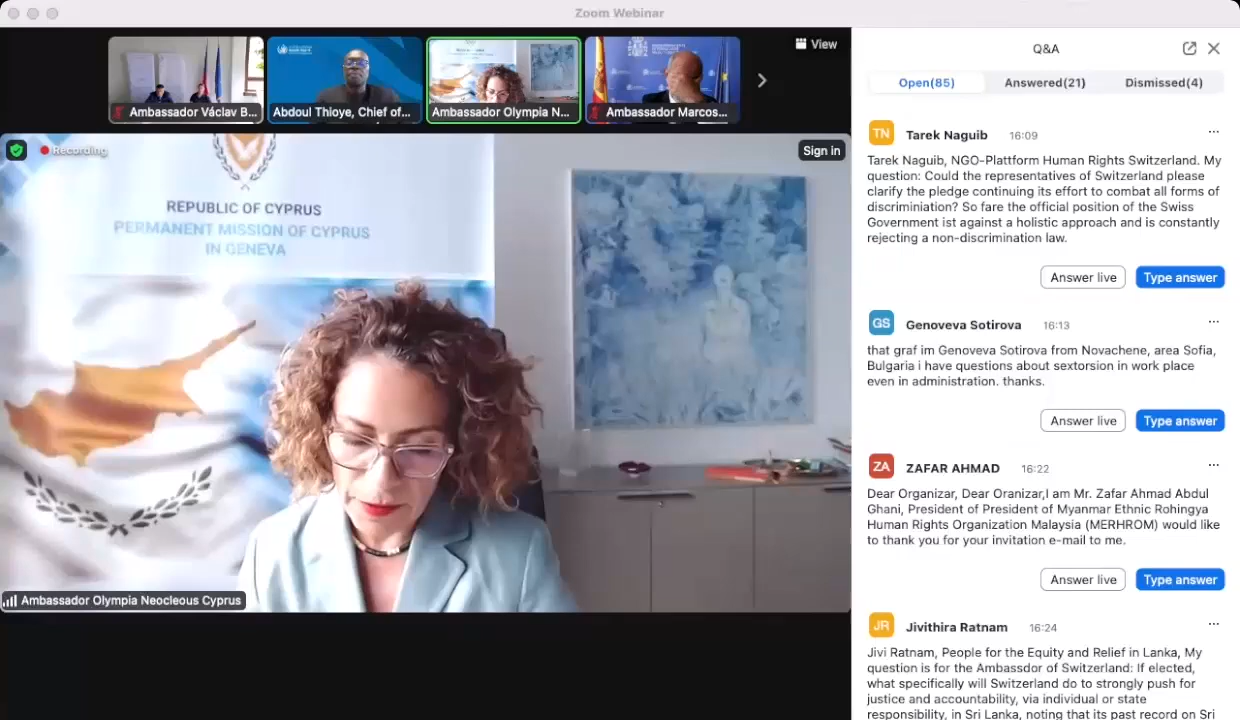 Zoom Webinar
View
Ambassador Václav B...
Abdoul Thioye, Chief of...
Ambassador Olympia N...
Ambassador Marcos...
Recording
Sign in
REPUBLIC OF CYPRUS
PERMANENT MISSION OF CYPRUS
IN GENEVA
Ambassador Olympia Neocleous Cyprus
Q&A
Open(85)
Answered(21)
Dismissed(4)
TN Tarek Naguib 16:09
Tarek Naguib, NGO-Plattform Human Rights Switzerland. My
question: Could the representatives of Switzerland please
clarify the pledge continuing its effort to combat all forms of
discriminiation? So fare the official position of the Swiss
Government ist against a holistic approach and is constantly
rejecting a non-discrimination law.
Answer live Type answer
GS Genoveva Sotirova 16:13
that graf im Genoveva Sotirova from Novachene, area Sofia,
Bulgaria i have questions about sextorsion in work place
even in administration. thanks.
Answer live Type answer
ZA ZAFAR AHMAD 16:22
Dear Organizar, Dear Oranizar,I am Mr. Zafar Ahmad Abdul
Ghani, President of President of Myanmar Ethnic Rohingya
Human Rights Organization Malaysia (MERHROM) would like
to thank you for your invitation e-mail to me.
Answer live Type answer
JR Jivithira Ratnam 16:24
Jivi Ratnam, People for the Equity and Relief in Lanka, My
question is for the Ambassdor of Switzerland: If elected,
what specifically will Switzerland do to strongly push for
justice and accountability, via individual or state
responsibility, in Sri Lanka, noting that its past record on Sri